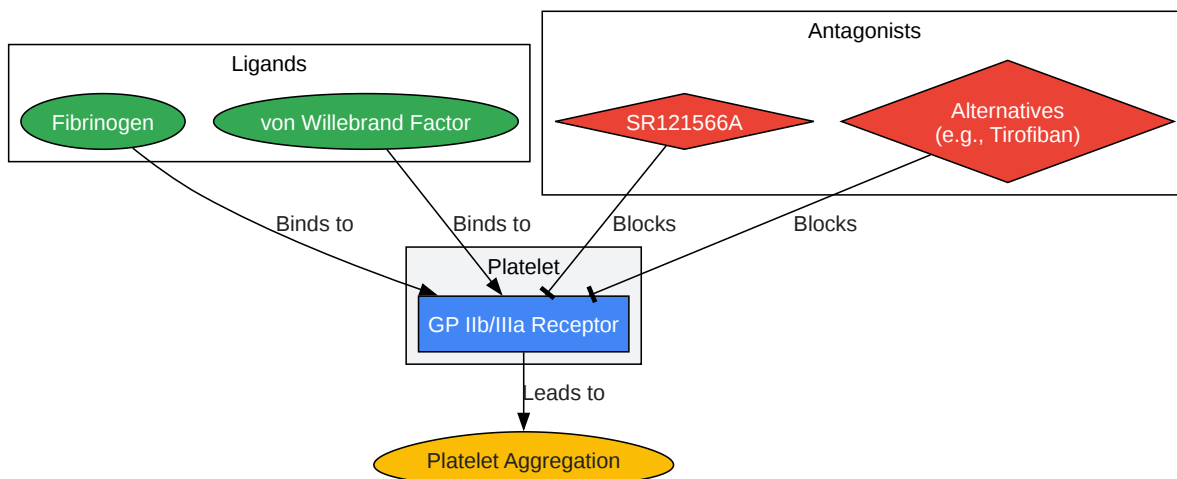 Antagonists
Ligands
Fibrinogen
von Willebrand Factor
SR121566A
Alternatives
(e.g., Tirofiban)
Binds to
Binds to
Blocks
Blocks
Platelet
GP IIb/IIIa Receptor
Leads to
Platelet Aggregation